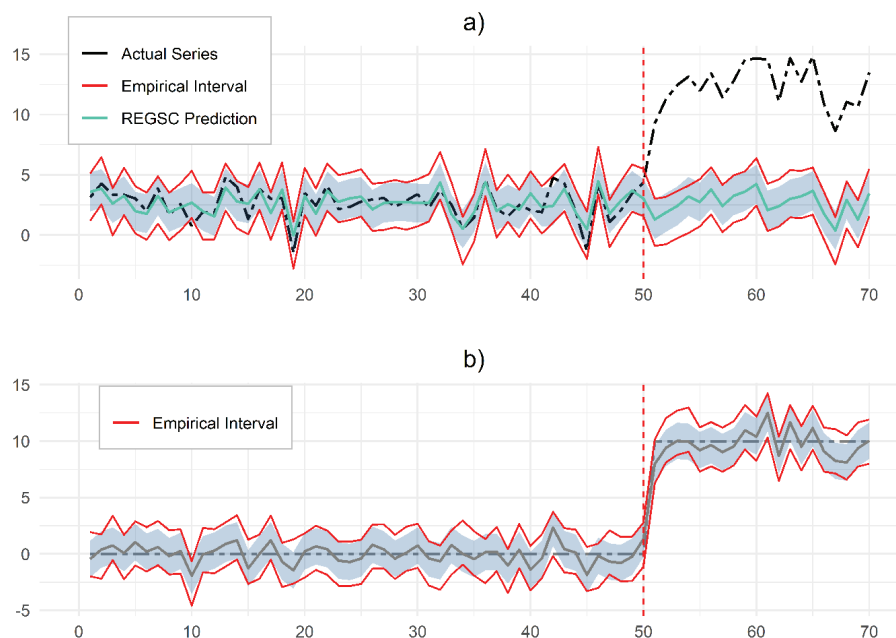 a)
Actual Series
Empirical Interval
REGSC Prediction
15
10
5
0
0 10 20 30 40 50 60 70
b)
Empirical Interval
15
10
5
0
-5
0 10 20 30 40 50 60 70